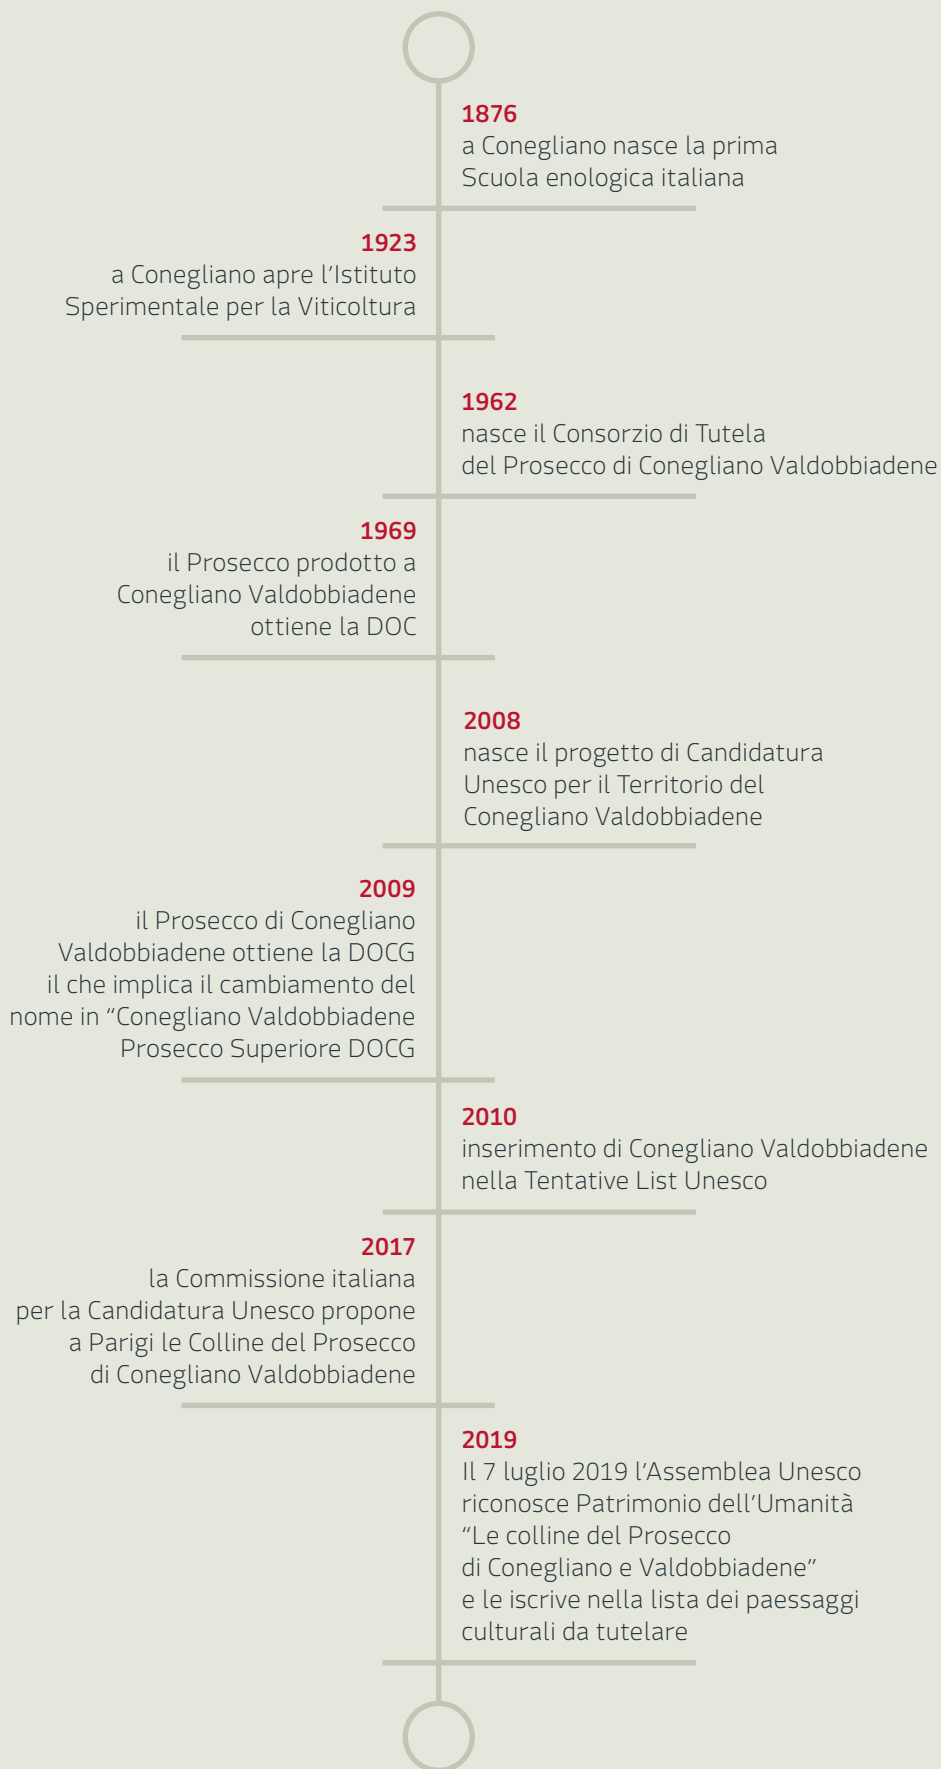 1876
a Conegliano nasce la prima
Scuola enologica italiana
1923
a Conegliano apre l’Istituto
Sperimentale per la Viticoltura
1962
nasce il Consorzio di Tutela
del Prosecco di Conegliano Valdobbiadene
1969
il Prosecco prodotto a
Conegliano Valdobbiadene
ottiene la DOC
2008
nasce il progetto di Candidatura
Unesco per il Territorio del
Conegliano Valdobbiadene
2009
il Prosecco di Conegliano
Valdobbiadene ottiene la DOCG
il che implica il cambiamento del
nome in “Conegliano Valdobbiadene
Prosecco Superiore DOCG
2010
inserimento di Conegliano Valdobbiadene
nella Tentative List Unesco
2017
la Commissione italiana
per la Candidatura Unesco propone
a Parigi le Colline del Prosecco
di Conegliano Valdobbiadene
2019
Il 7 luglio 2019 l’Assemblea Unesco
riconosce Patrimonio dell’Umanità
“Le colline del Prosecco
di Conegliano e Valdobbiadene”
e le iscrive nella lista dei paessaggi
culturali da tutelare